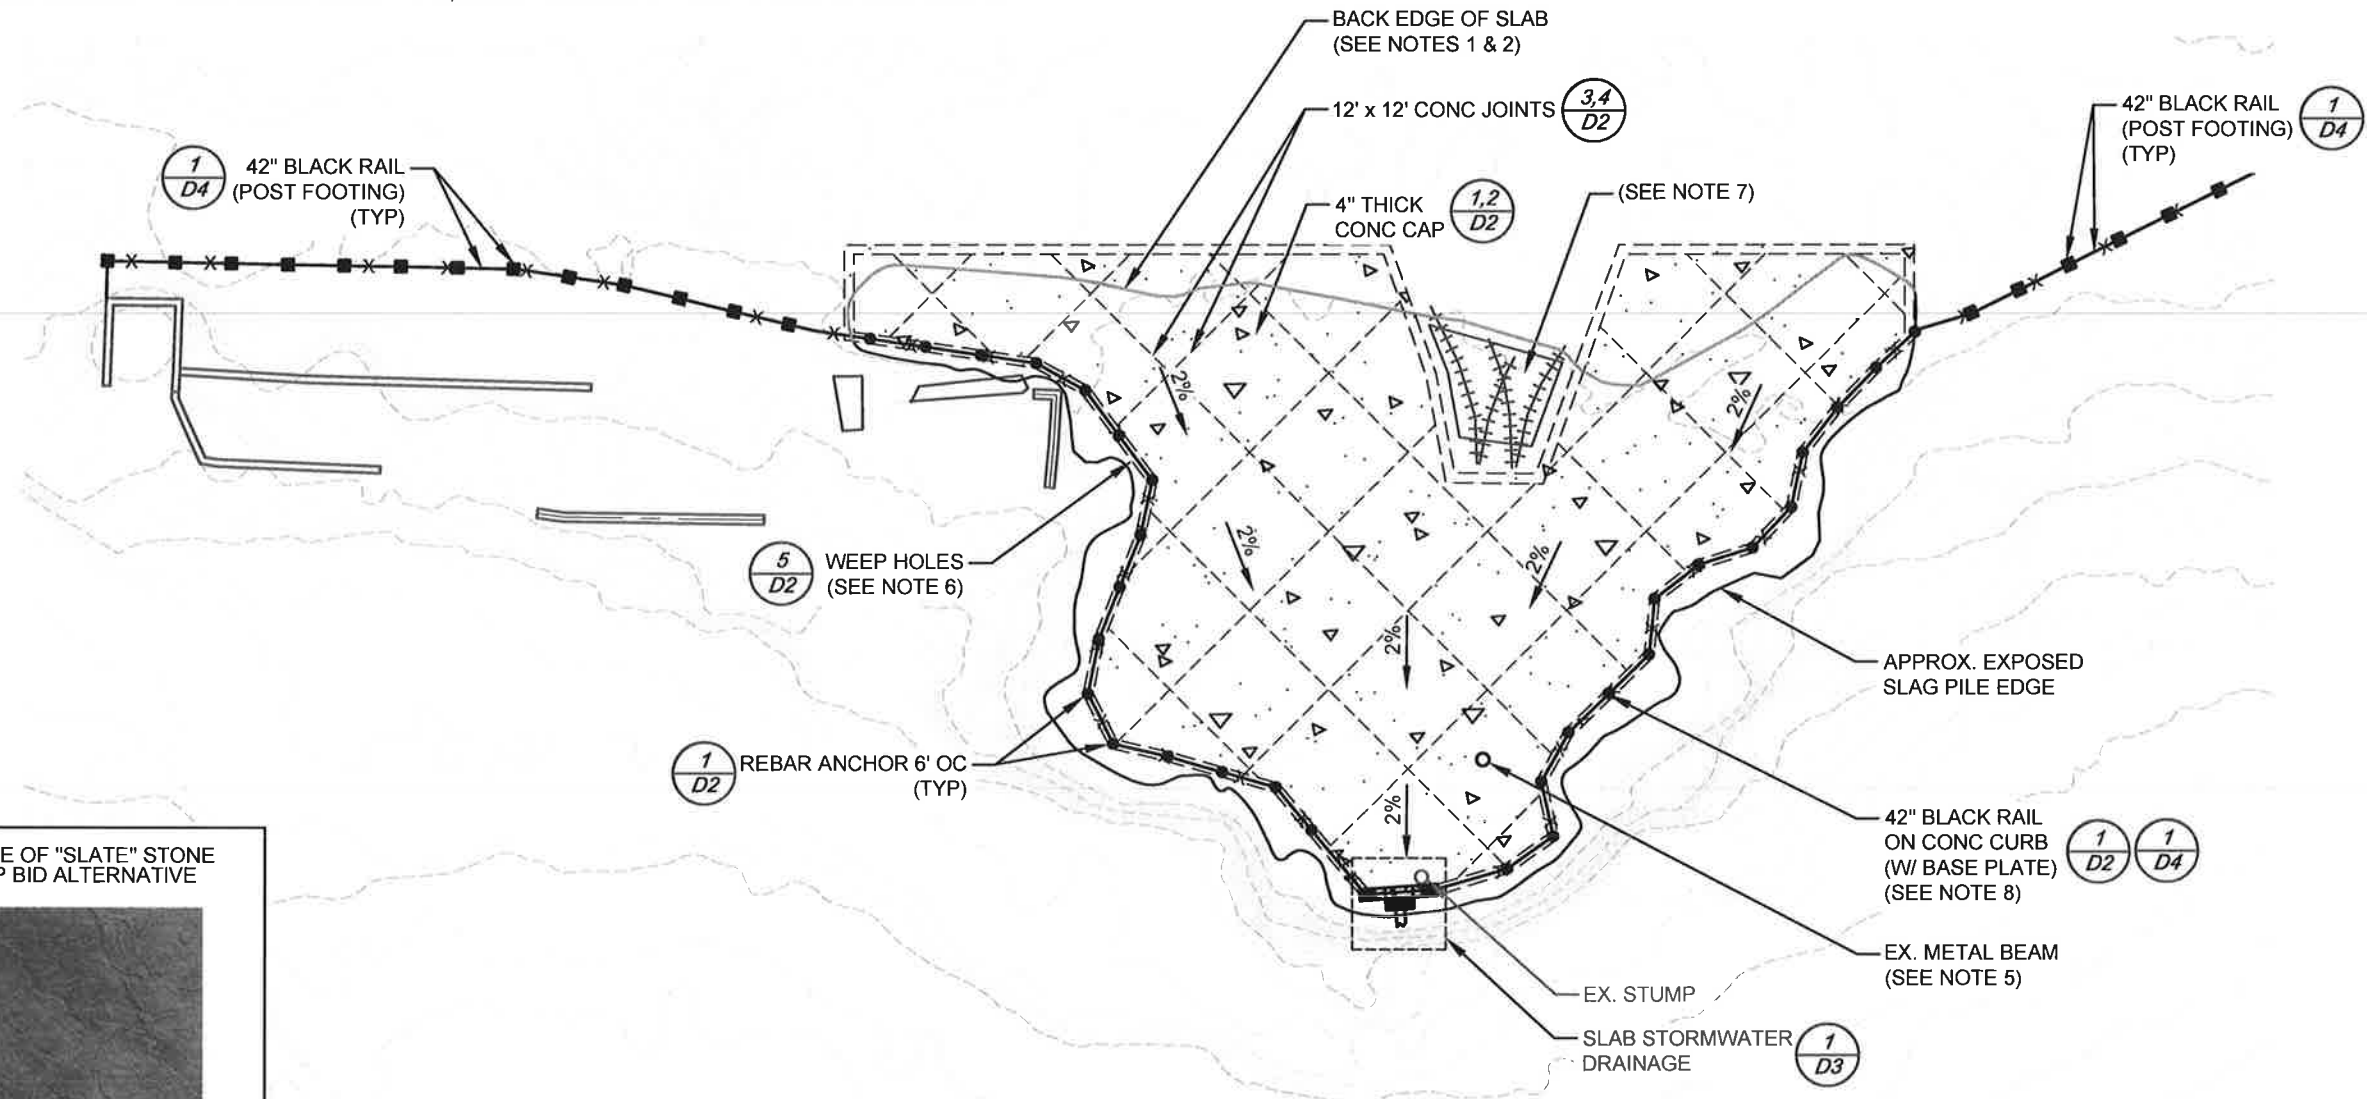 BACK EDGE OF SLAB
(SEE NOTES 1 & 2)
12' x 12' CONC JOINTS
3,4
D2
42" BLACK RAIL
(POST FOOTING)
(TYP)
1
D4
1
D4
42" BLACK RAIL
(POST FOOTING)
(TYP)
4" THICK
CONC CAP
1,2
D2
(SEE NOTE 7)
2%
2%
2%
2%
2%
2%
5
D2
WEEP HOLES
(SEE NOTE 6)
APPROX. EXPOSED
SLAG PILE EDGE
1
D2
REBAR ANCHOR 6' OC
(TYP)
42" BLACK RAIL
ON CONC CURB
(W/ BASE PLATE)
(SEE NOTE 8)
1
D2
1
D4
E OF "SLATE" STONE
P BID ALTERNATIVE
EX. METAL BEAM
(SEE NOTE 5)
EX. STUMP
SLAB STORMWATER
DRAINAGE
1
D3